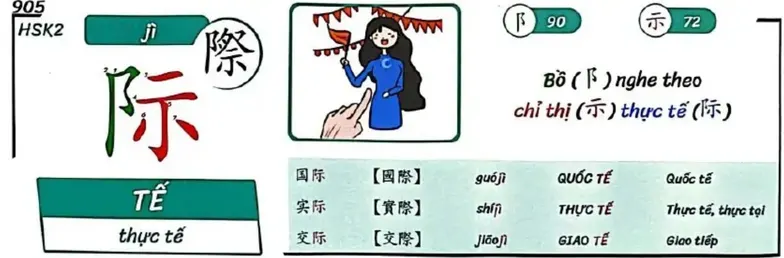 905
HSK2
jì
際
际
TẾ
thực tế
阝 90
示 72
Bồ (阝) nghe theo
chỉ thị (示) thực tế (际)
国际 【國際】 guójì QUỐC TẾ Quốc tế
实际 【實際】 shíjì THỰC TẾ Thực tế, thực tại
交际 【交際】 jiāojì GIAO TẾ Giao tiếp